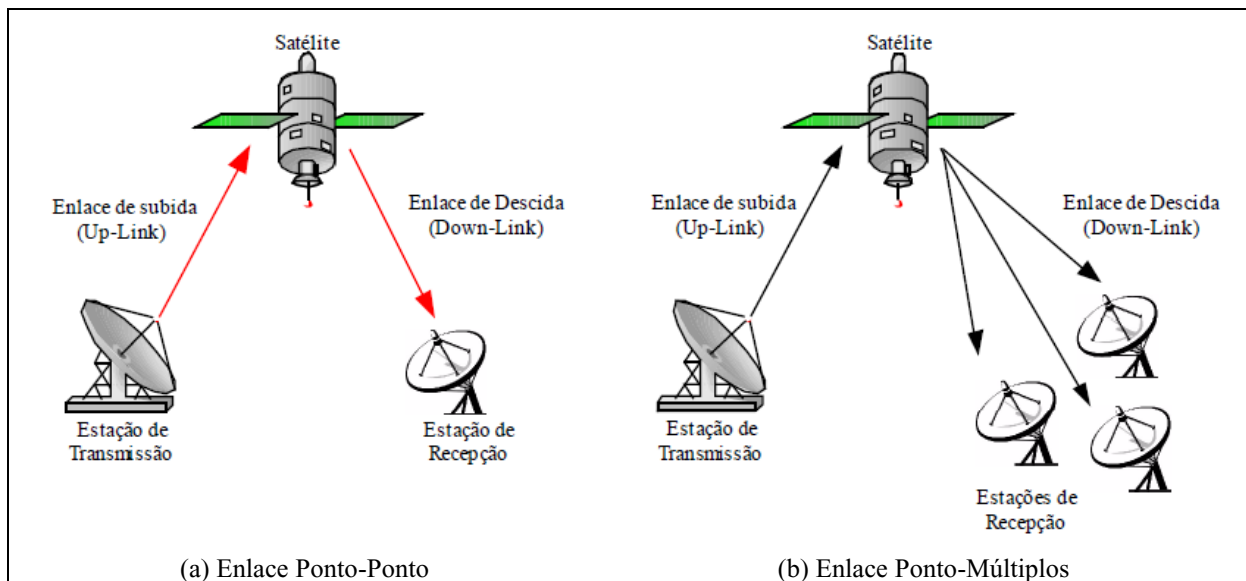 Satélite
Enlace de subida
(Up-Link)
Enlace de Descida
(Down-Link)
Estação de
Transmissão
Estação de
Recepção
(a) Enlace Ponto-Ponto
Satélite
Enlace de subida
(Up-Link)
Enlace de Descida
(Down-Link)
Estação de
Transmissão
Estações de
Recepção
(b) Enlace Ponto-Múltiplos